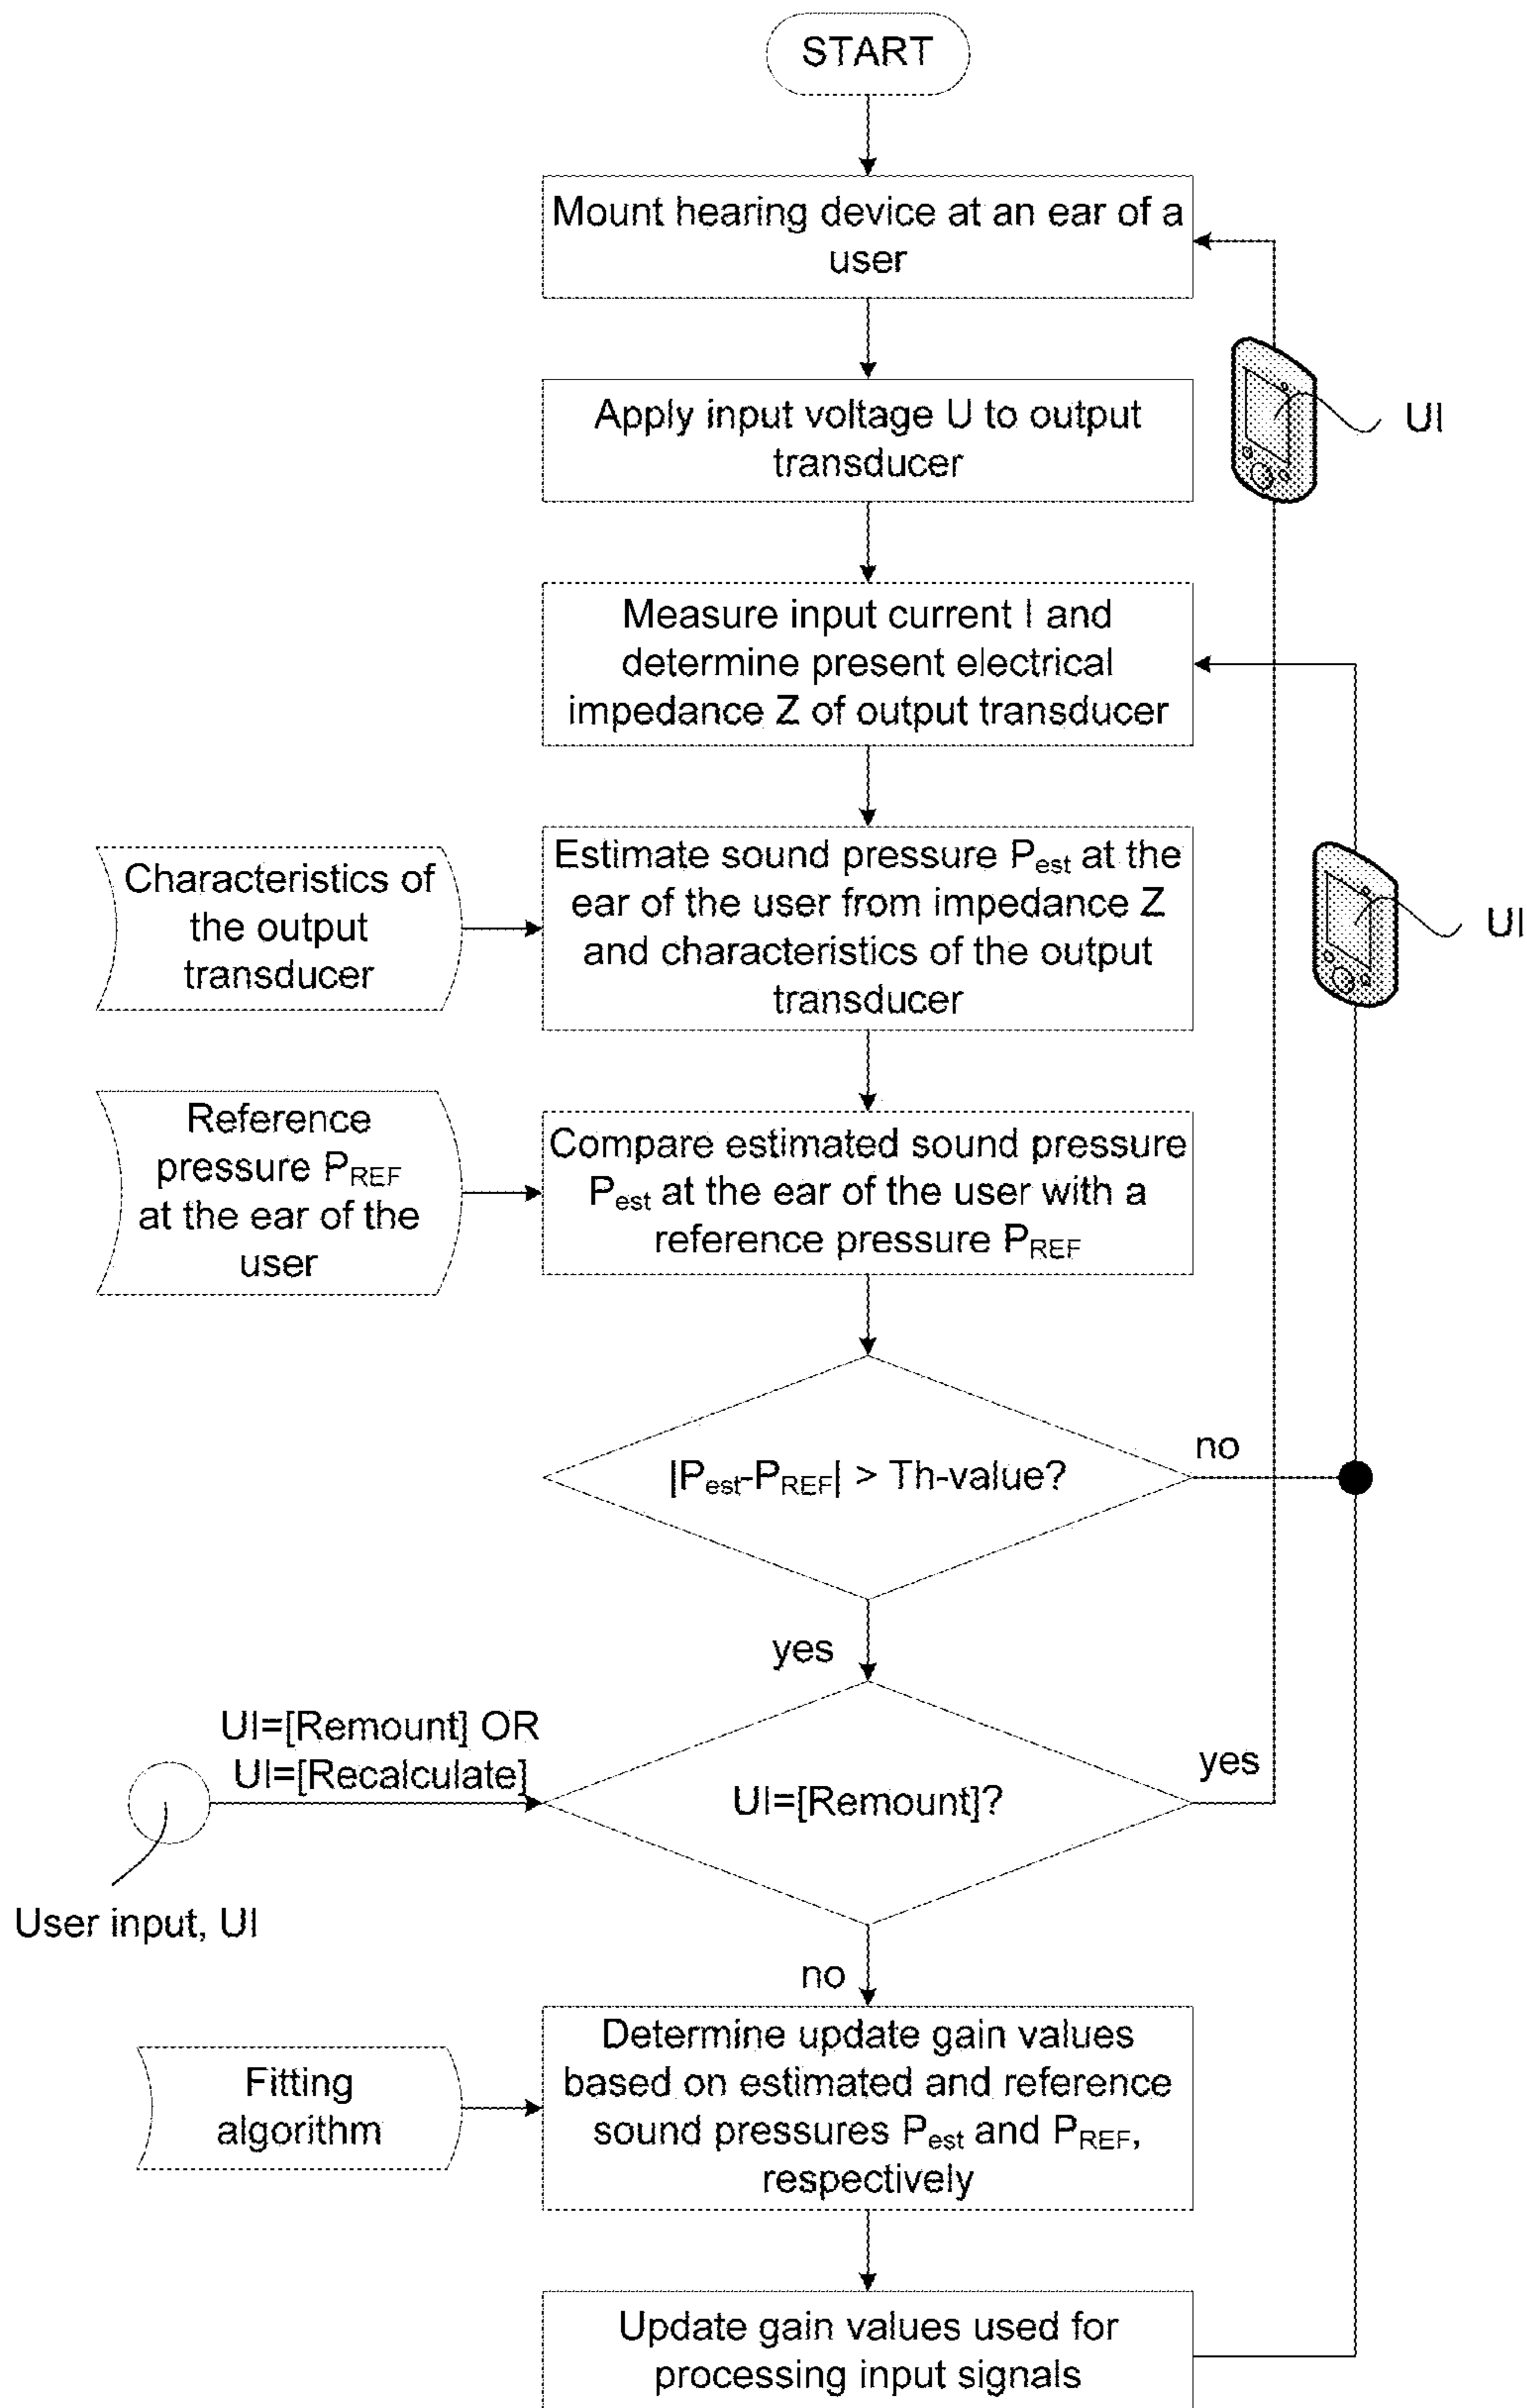 START
Mount hearing device at an ear of a
user
Apply input voltage U to output
transducer
UI
Measure input current I and
determine present electrical
impedance Z of output transducer
Characteristics of
the output
transducer
Estimate sound pressure Pest at the
ear of the user from impedance Z
and characteristics of the output
transducer
UI
Reference
pressure PREF
at the ear of the
user
Compare estimated sound pressure
Pest at the ear of the user with a
reference pressure PREF
|Pest-PREF| > Th-value?
no
yes
UI=[Remount] OR
UI=[Recalculate]
UI=[Remount]?
yes
User input, UI
no
Fitting
algorithm
Determine update gain values
based on estimated and reference
sound pressures Pest and PREF,
respectively
Update gain values used for
processing input signals